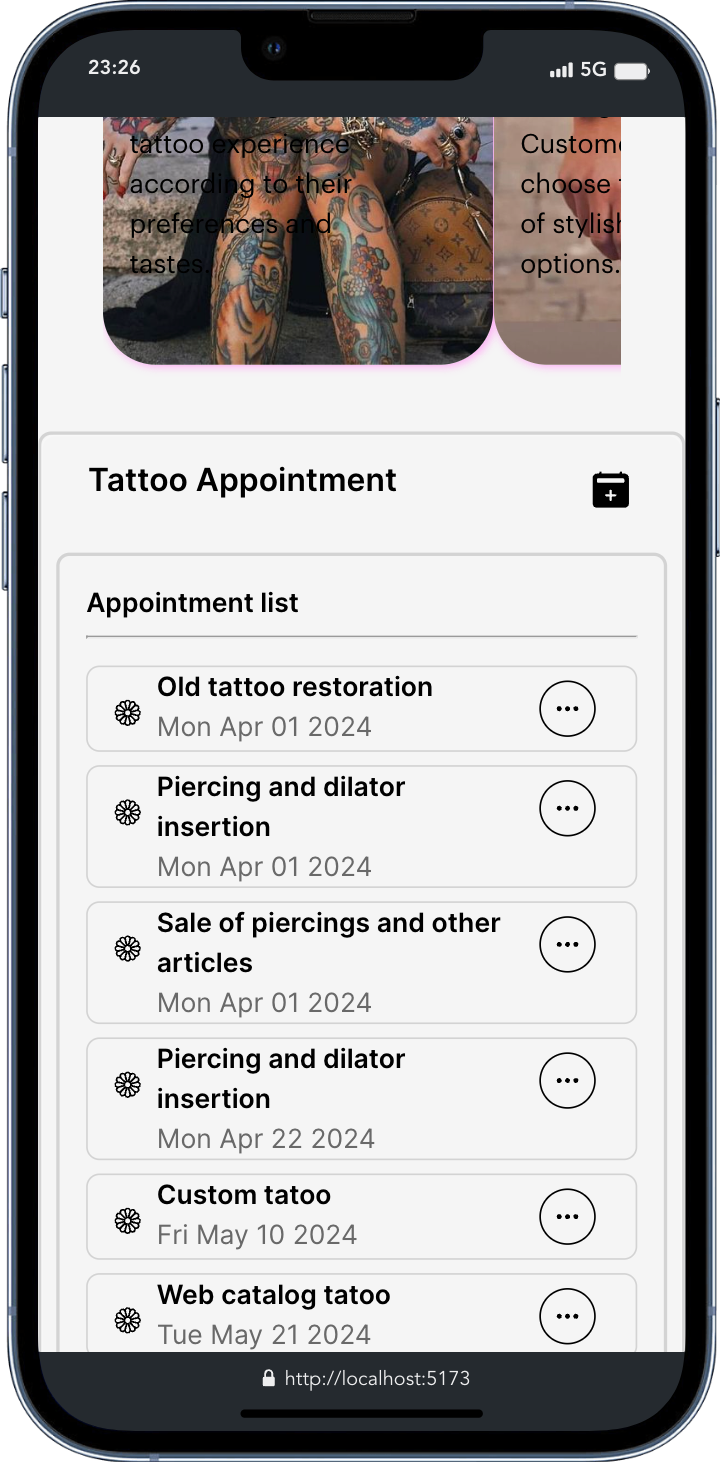 23:26
5G
tattoo experience
according to their
preferences and
tastes.
choose
of stylish
options.
Tattoo Appointment
Appointment list
Old tattoo restoration
Mon Apr 01 2024
Piercing and dilator
insertion
Mon Apr 01 2024
Sale of piercings and other
articles
Mon Apr 01 2024
Piercing and dilator
insertion
Mon Apr 22 2024
Custom tatoo
Fri May 10 2024
Web catalog tatoo
Tue May 21 2024
http://localhost:5173